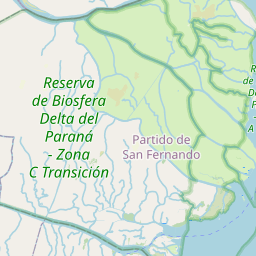 Reserva
de Biosfera
Delta del
Paraná
- Zona
C Transición
Partido de
San Fernando